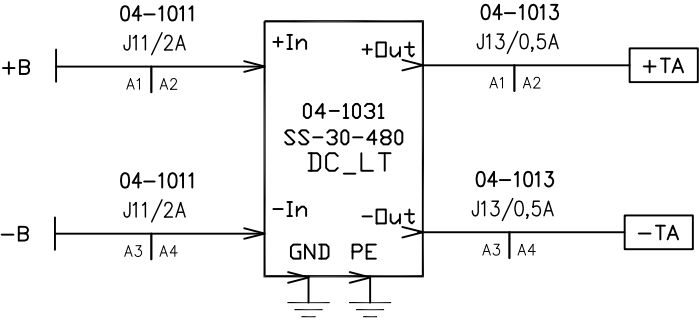 04-1011
04-1013
J11/2A
+In
+Out
J13/0,5A
+B
+TA
A1 A2
A1 A2
04-1031
SS-30-480
DC_LT
04-1011
04-1013
J11/2A
-In
-Out
J13/0,5A
-B
-TA
A3 A4
GND PE
A3 A4